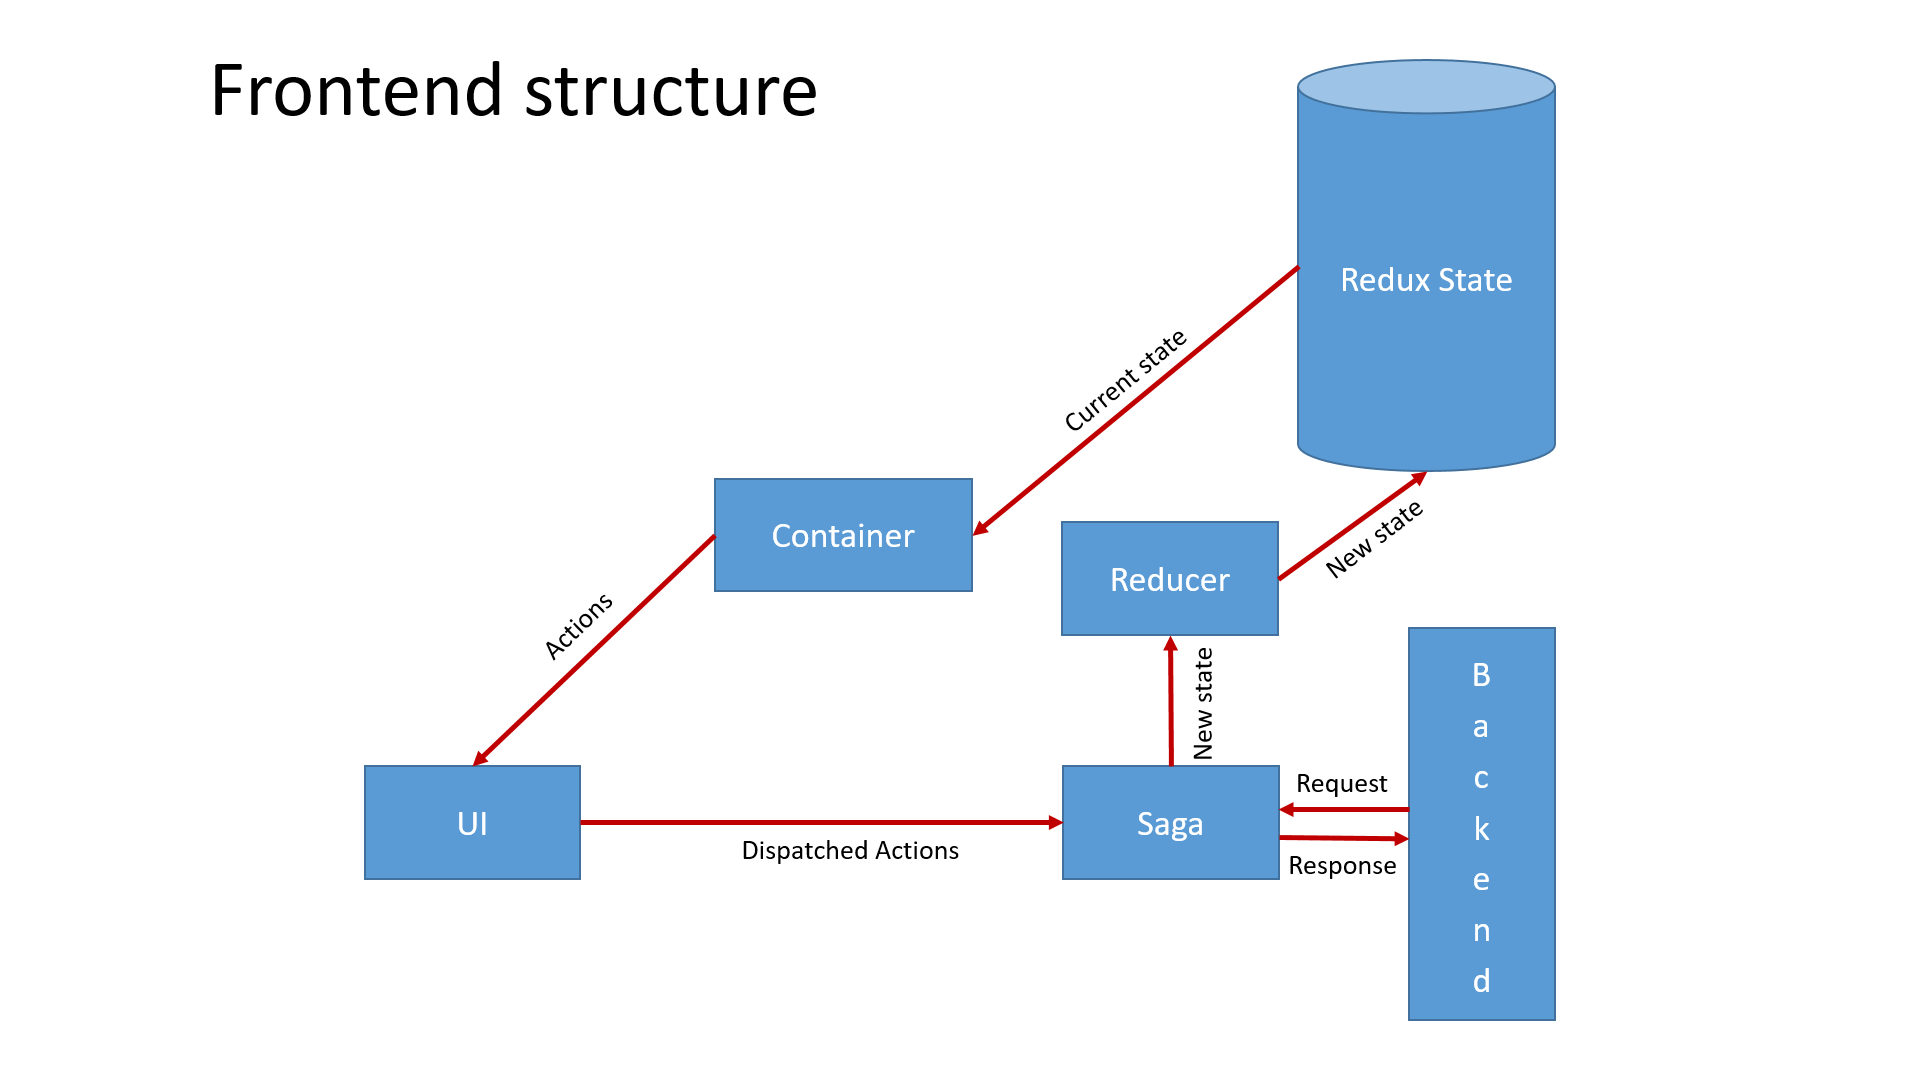 Frontend structure
Redux State
Current state
Container
New state
Reducer
Actions
New state
Backend
Request
UI
Saga
Dispatched Actions
Response